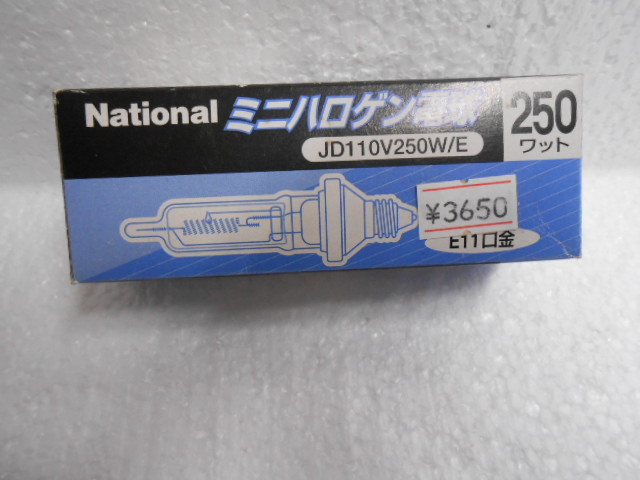 National ミニハロゲン電球
250
ワット
JD110V250W/E
¥3650
E11口金